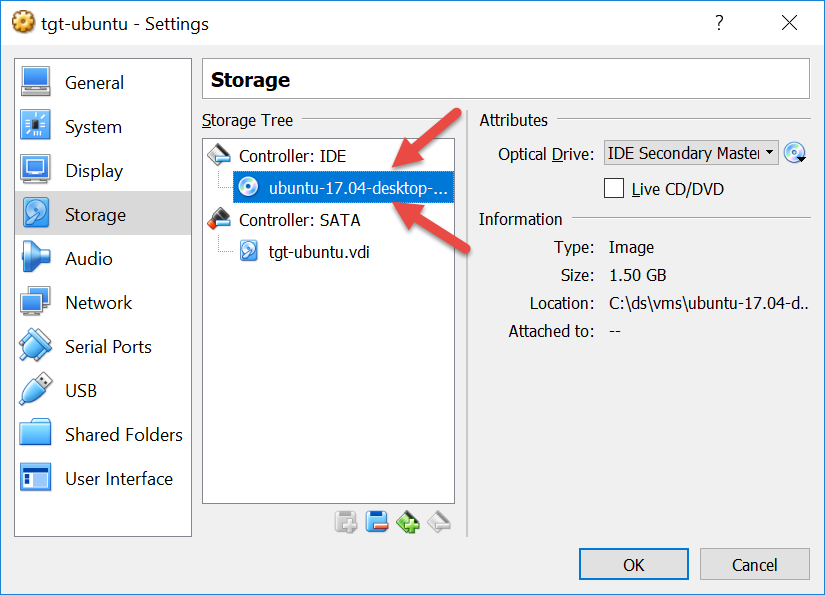 tgt-ubuntu - Settings
?
General
System
Display
Storage
Audio
Network
Serial Ports
USB
Shared Folders
User Interface
Storage
Storage Tree
Controller: IDE
ubuntu-17.04-desktop-...
Controller: SATA
tgt-ubuntu.vdi
Attributes
Optical Drive: IDE Secondary Master
Live CD/DVD
Information
Type: Image
Size: 1.50 GB
Location: C:\ds\vms\ubuntu-17.04-d..
Attached to: --
OK
Cancel